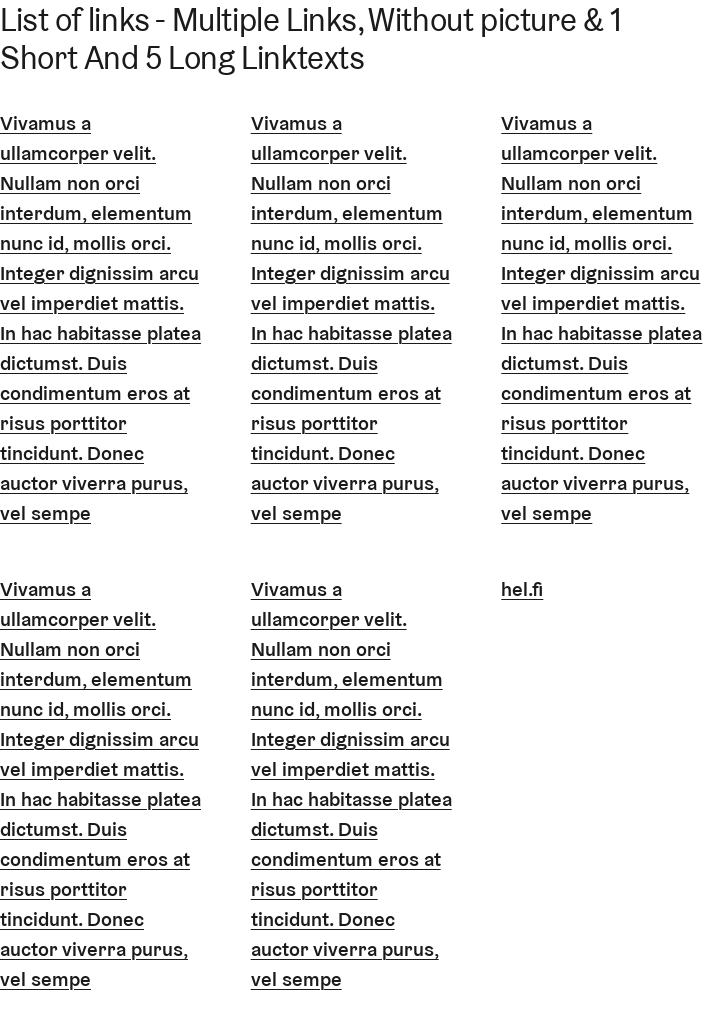 List of links - Multiple Links, Without picture & 1
Short And 5 Long Linktexts
Vivamus a
ullamcorper velit.
Nullam non orci
interdum, elementum
nunc id, mollis orci.
Integer dignissim arcu
vel imperdiet mattis.
In hac habitasse platea
dictumst. Duis
condimentum eros at
risus porttitor
tincidunt. Donec
auctor viverra purus,
vel sempe
Vivamus a
ullamcorper velit.
Nullam non orci
interdum, elementum
nunc id, mollis orci.
Integer dignissim arcu
vel imperdiet mattis.
In hac habitasse platea
dictumst. Duis
condimentum eros at
risus porttitor
tincidunt. Donec
auctor viverra purus,
vel sempe
Vivamus a
ullamcorper velit.
Nullam non orci
interdum, elementum
nunc id, mollis orci.
Integer dignissim arcu
vel imperdiet mattis.
In hac habitasse platea
dictumst. Duis
condimentum eros at
risus porttitor
tincidunt. Donec
auctor viverra purus,
vel sempe
Vivamus a
ullamcorper velit.
Nullam non orci
interdum, elementum
nunc id, mollis orci.
Integer dignissim arcu
vel imperdiet mattis.
In hac habitasse platea
dictumst. Duis
condimentum eros at
risus porttitor
tincidunt. Donec
auctor viverra purus,
vel sempe
Vivamus a
ullamcorper velit.
Nullam non orci
interdum, elementum
nunc id, mollis orci.
Integer dignissim arcu
vel imperdiet mattis.
In hac habitasse platea
dictumst. Duis
condimentum eros at
risus porttitor
tincidunt. Donec
auctor viverra purus,
vel sempe
hel.fi